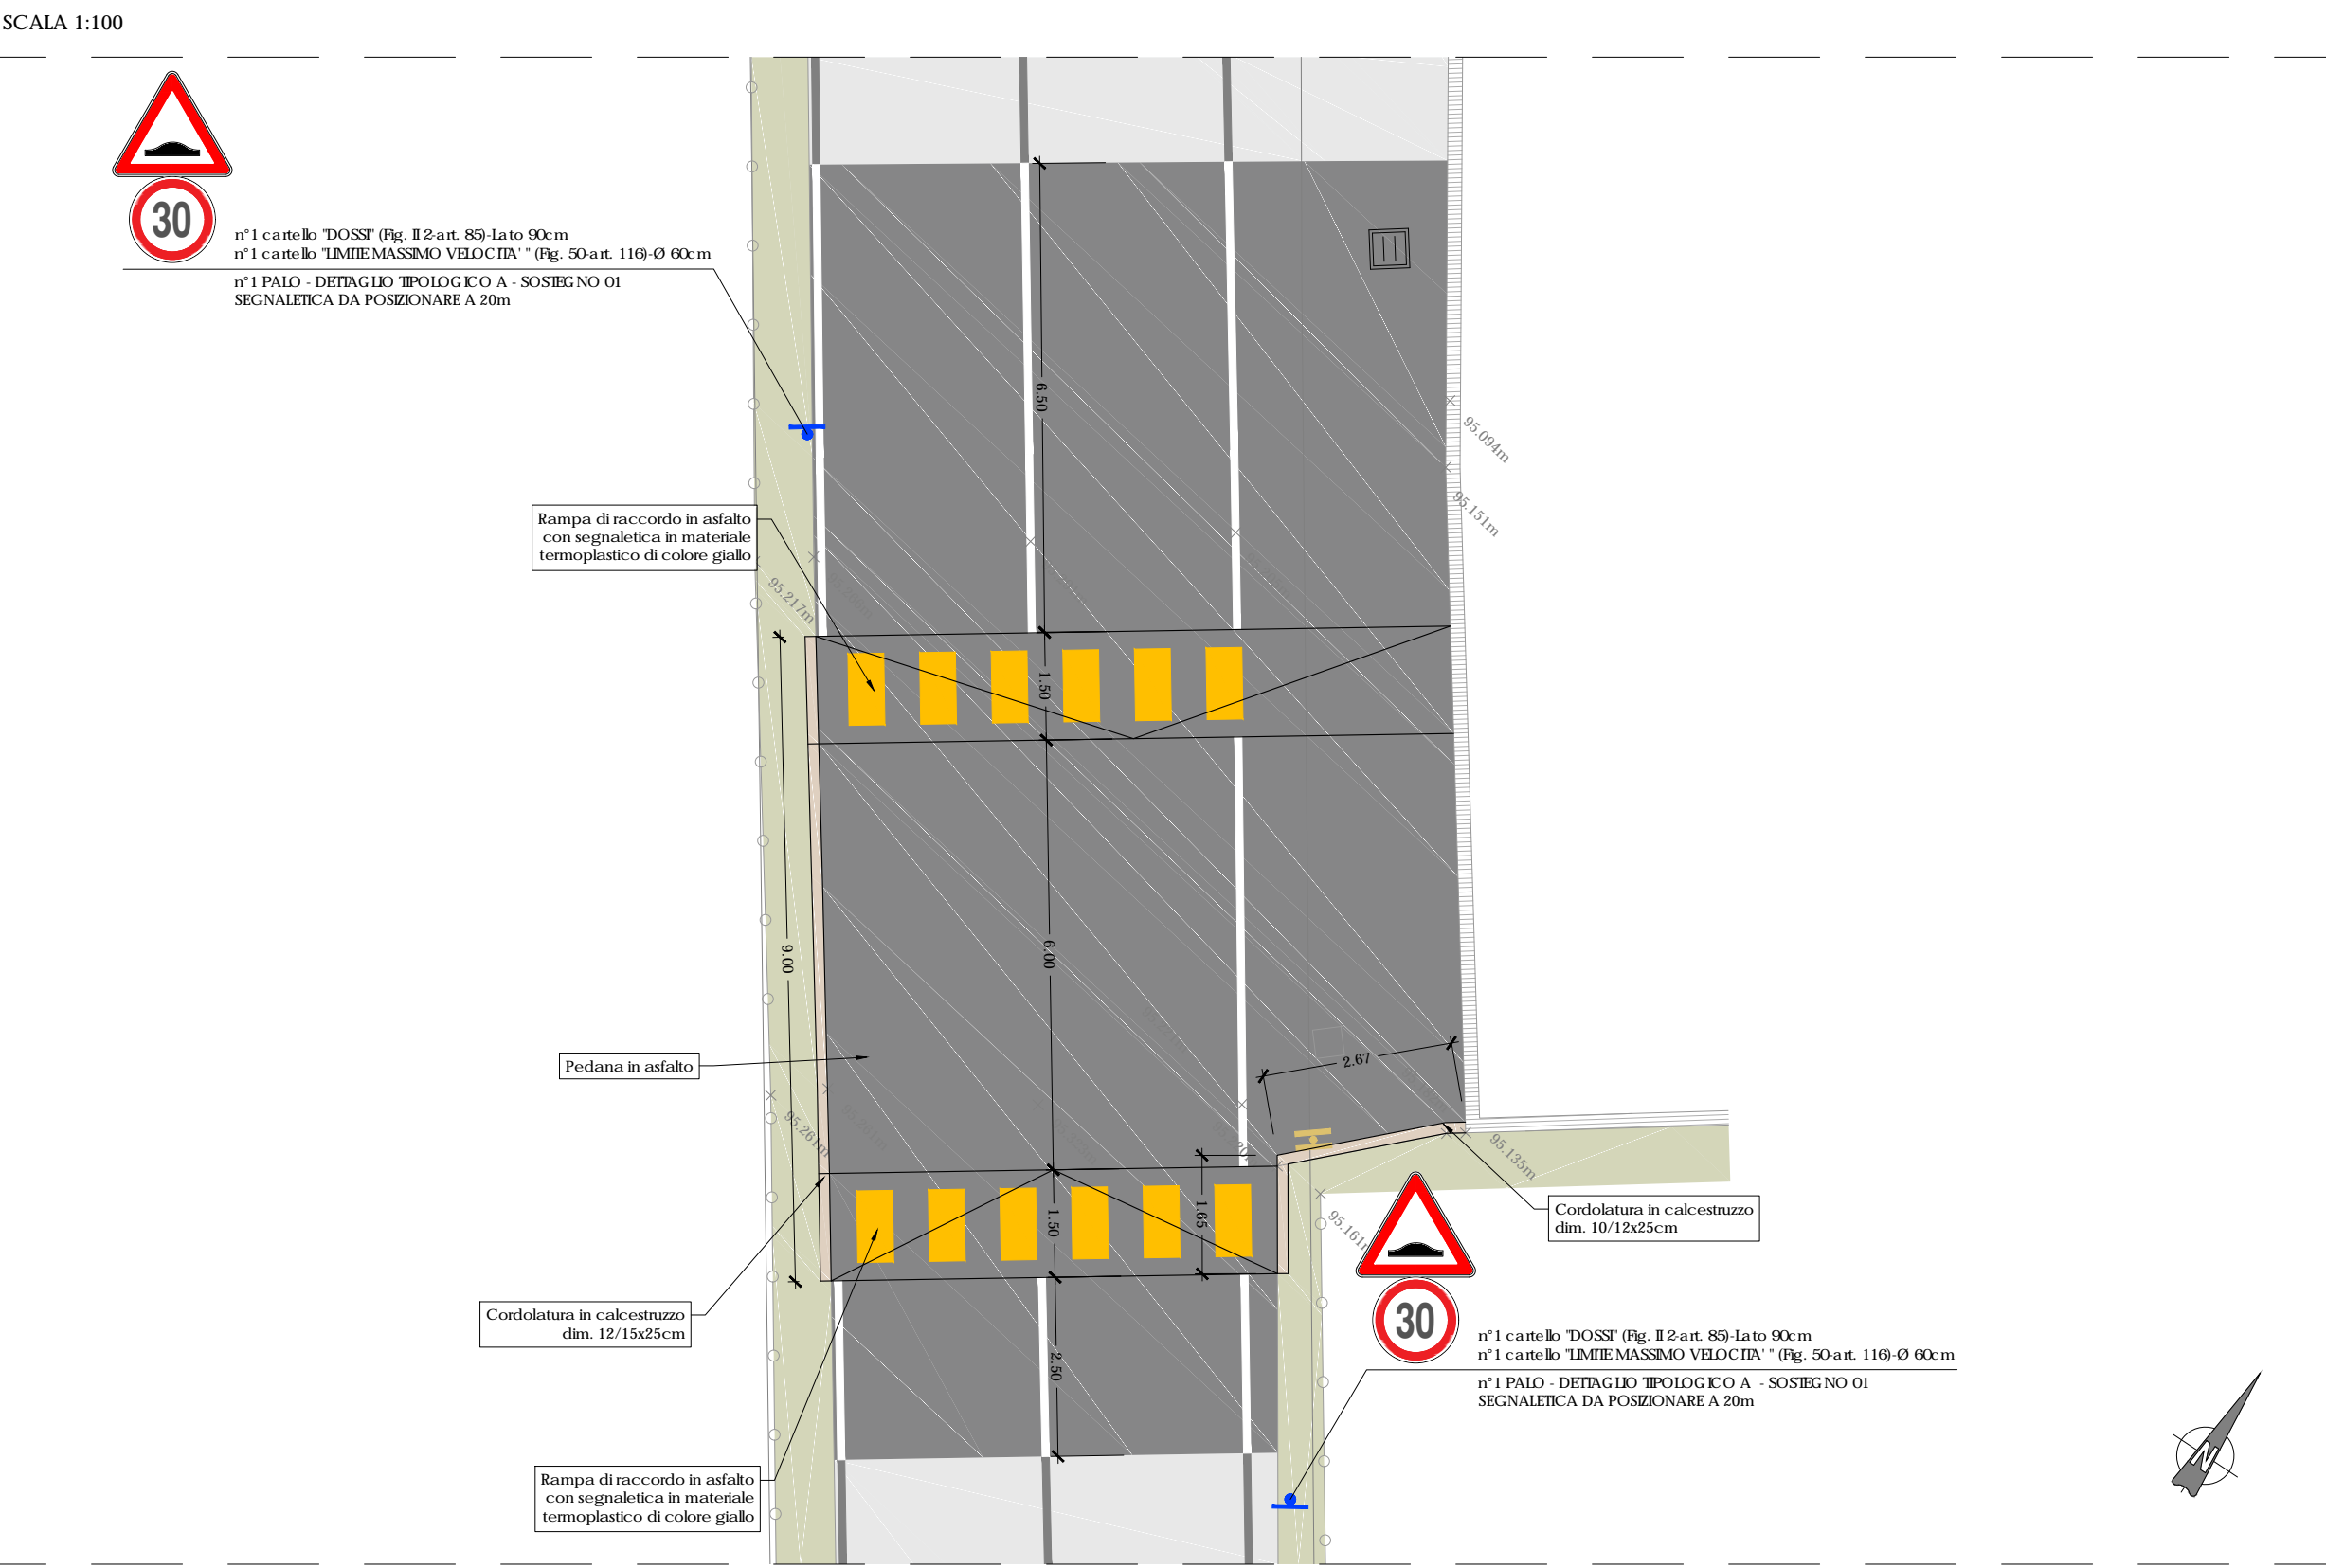 SCALA 1:100
30
n°1 cartello "DOSSI" (Fig. II 2-art. 85)-Lato 90cm
n°1 cartello "LIMITE MASSIMO VELOCITA' " (Fig. 50-art. 116)-Ø 60cm
n°1 PALO - DETTAGLIO TIPOLOGICO A - SOSTEGNO 01
SEGNALETICA DA POSIZIONARE A 20m
6.50
95.094m
95.151m
Rampa di raccordo in asfalto
con segnaletica in materiale
termoplastico di colore giallo
95.217m
1.50
9.00
6.00
Pedana in asfalto
2.67
95.261m
95.135m
1.50
1.65
Cordolatura in calcestruzzo
dim. 10/12x25cm
95.161m
Cordolatura in calcestruzzo
dim. 12/15x25cm
30
n°1 cartello "DOSSI" (Fig. II 2-art. 85)-Lato 90cm
n°1 cartello "LIMITE MASSIMO VELOCITA' " (Fig. 50-art. 116)-Ø 60cm
n°1 PALO - DETTAGLIO TIPOLOGICO A - SOSTEGNO 01
SEGNALETICA DA POSIZIONARE A 20m
2.50
N
Rampa di raccordo in asfalto
con segnaletica in materiale
termoplastico di colore giallo